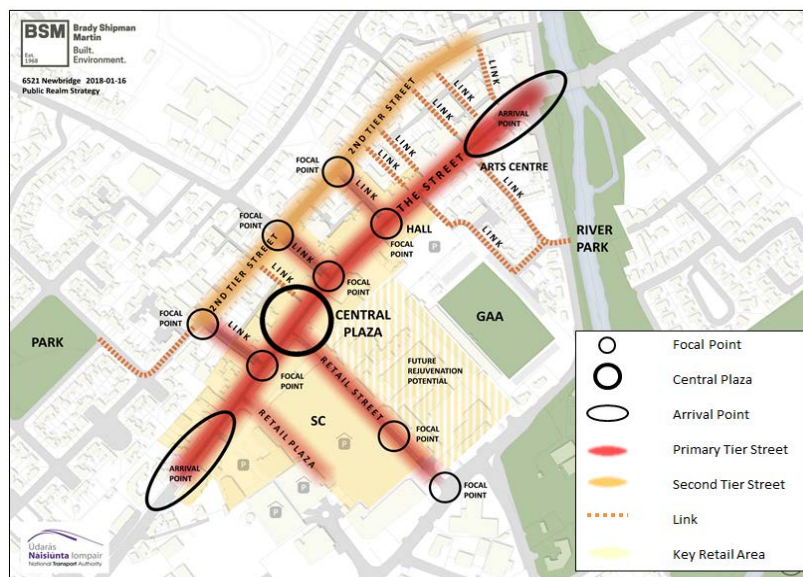 BSM
Est.
1968
Brady Shipman
Martin
Built.
Environment.
6521 Newbridge 2018-01-16
Public Realm Strategy
LINK
LINK
LINK
LINK
LINK
LINK
2ND TIER STREET
ARRIVAL
POINT
FOCAL
POINT
LINK
THE STREET
ARTS CENTRE
LINK
FOCAL
POINT
HALL
FOCAL
POINT
P
LINK
RIVER
PARK
LINK
LINK
FOCAL
POINT
2ND TIER STREET
FOCAL
POINT
CENTRAL
PLAZA
GAA
PARK
LINK
FOCAL
POINT
FUTURE
REJUVENATION
POTENTIAL
RETAIL STREET
SC
RETAIL PLAZA
FOCAL
POINT
P
P
P
P
ARRIVAL
POINT
FOCAL
POINT
Focal Point
Central Plaza
Arrival Point
Primary Tier Street
Second Tier Street
Link
Key Retail Area
Údarás
Náisiúnta Iompair
National Transport Authority